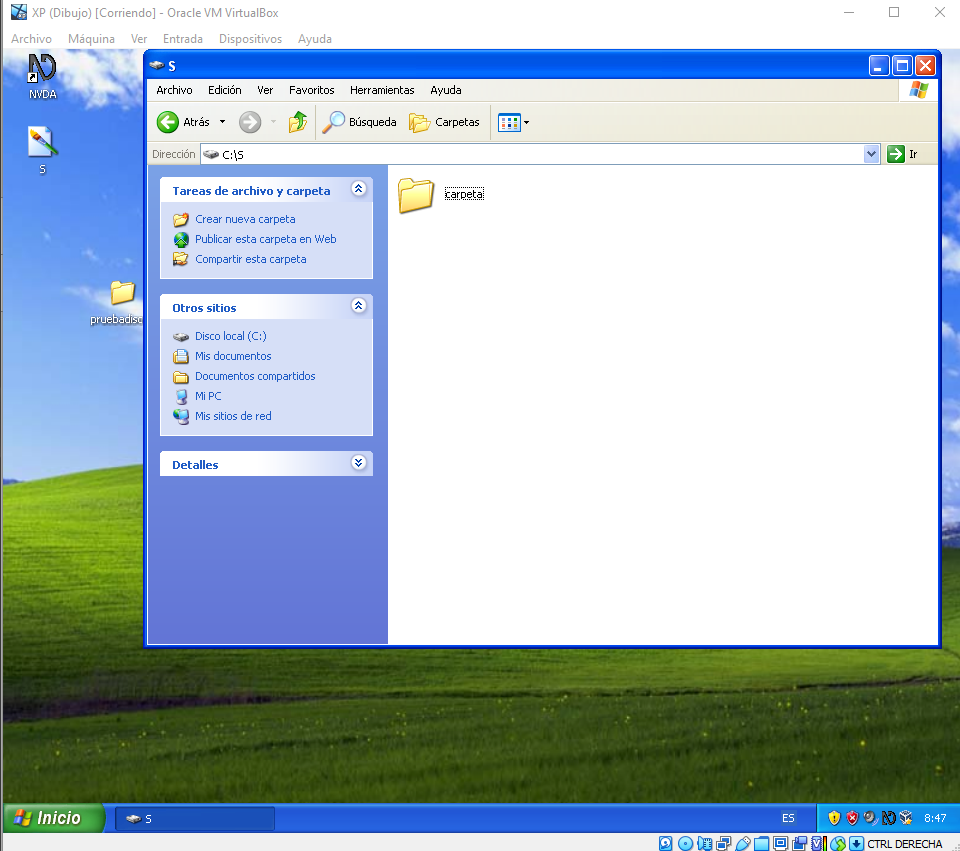 XP (Dibujo) [Corriendo] - Oracle VM VirtualBox
Archivo Máquina Ver Entrada Dispositivos Ayuda
NVDA
S
pruebadisc
S
Archivo Edición Ver Favoritos Herramientas Ayuda
Atrás Búsqueda Carpetas
Dirección C:\S Ir
Tareas de archivo y carpeta
Crear nueva carpeta
Publicar esta carpeta en Web
Compartir esta carpeta
Otros sitios
Disco local (C:)
Mis documentos
Documentos compartidos
Mi PC
Mis sitios de red
Detalles
carpeta
Inicio S ES 8:47
CTRL DERECHA